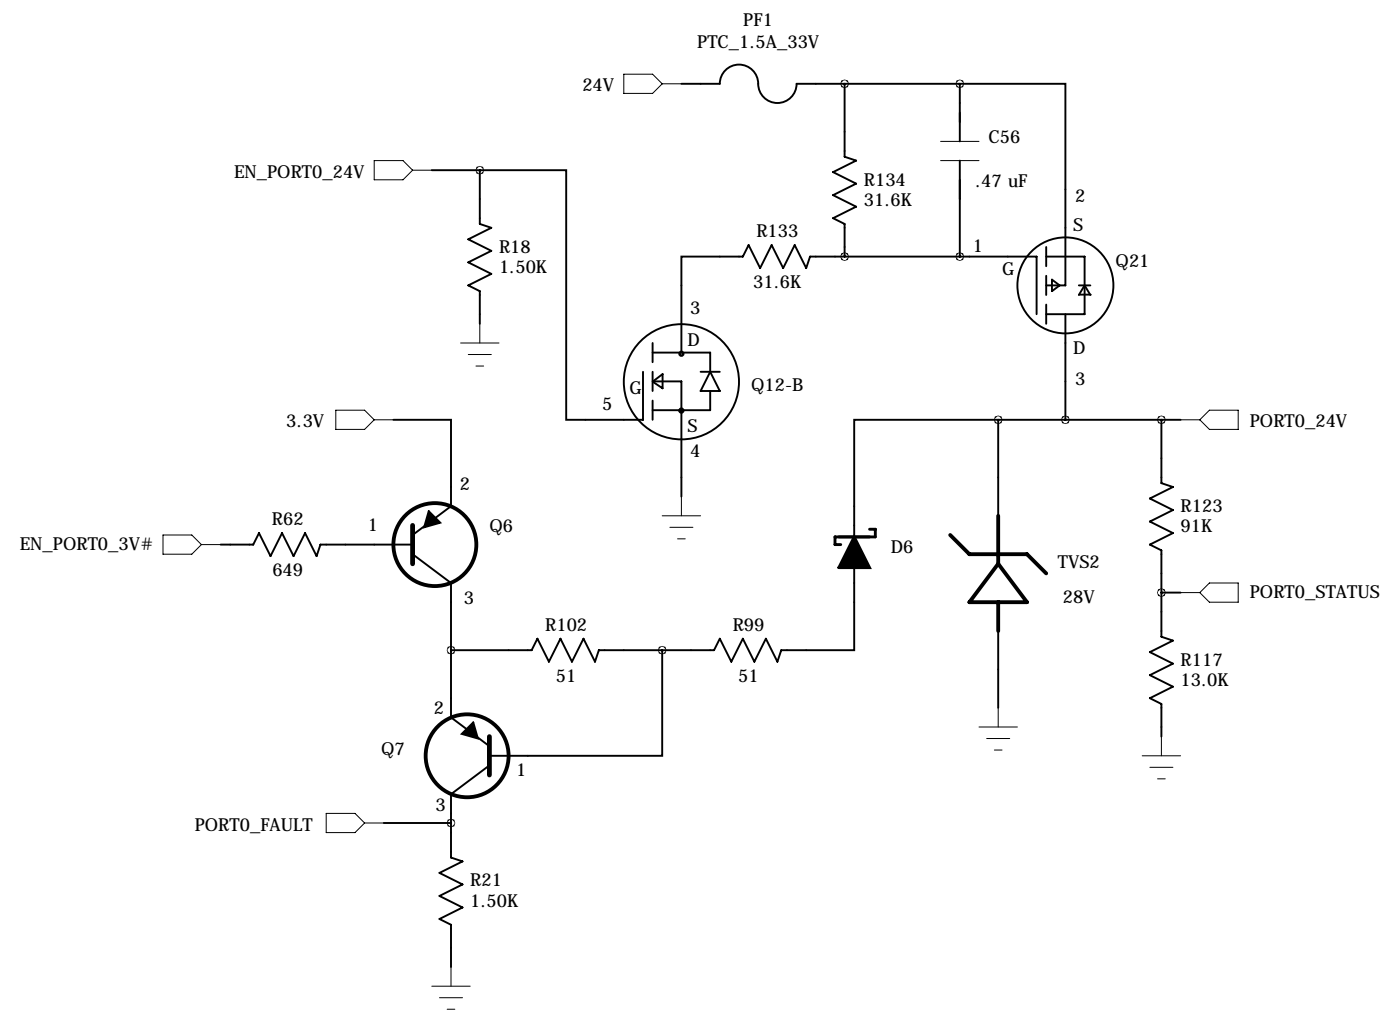 PF1
PTC_1.5A_33V
24V
C56
EN_PORT0_24V
R134
31.6K
.47 uF
2
S
R18
1.50K
R133
31.6K
1
G
Q21
3
D
D
3
G
Q12-B
5
S
4
3.3V
PORT0_24V
2
R123
91K
R62
649
1
Q6
EN_PORT0_3V#
D6
TVS2
28V
3
PORT0_STATUS
R102
51
R99
51
R117
13.0K
2
Q7
1
3
PORT0_FAULT
R21
1.50K